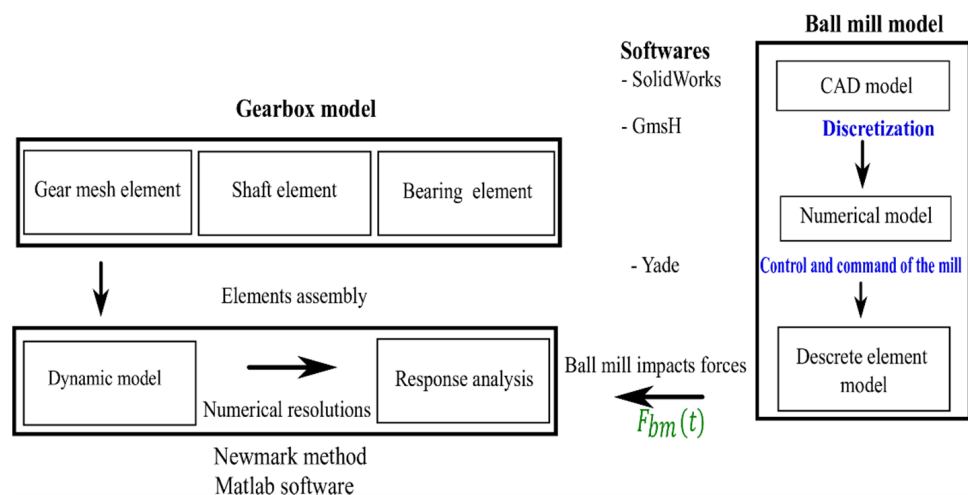 Gearbox model
Gear mesh element
Shaft element
Bearing element
Elements assembly
Dynamic model
Numerical resolutions
Response analysis
Newmark method
Matlab software
Softwares
- SolidWorks
- GmsH
- Yade
Ball mill impacts forces
F_bm(t)
Ball mill model
CAD model
Discretization
Numerical model
Control and command of the mill
Descrete element
model